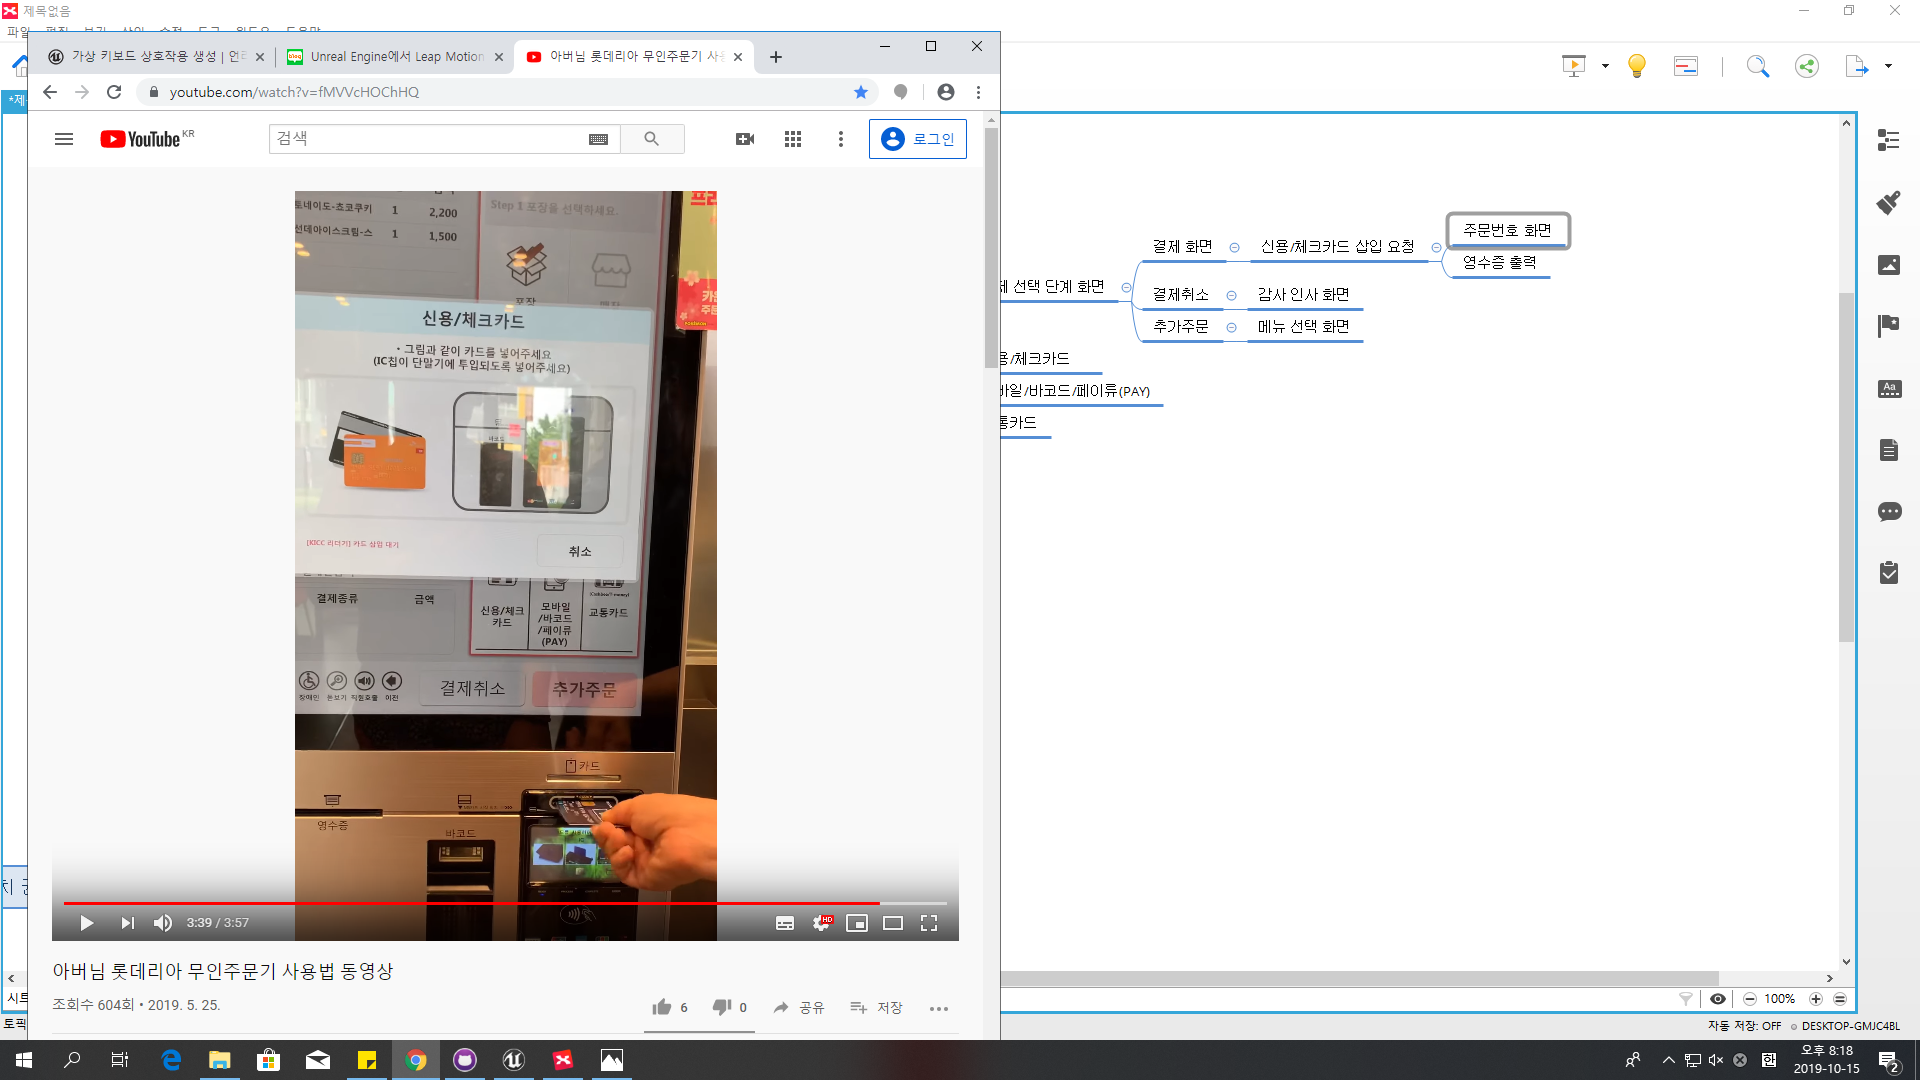 제목없음
가상 키보드 상호작용 생성 | 언리
Unreal Engine에서 Leap Motion
아버님 롯데리아 무인주문기 사용
youtube.com/watch?v=fMVVcHOChHQ
YouTube KR
검색
로그인
토네이도-쵸코쿠키 1 2,200
선데아이스크림-스 1 1,500
Step 1 포장을 선택하세요.
포장
신용/체크카드
• 그림과 같이 카드를 넣어주세요
(IC칩이 단말기에 투입되도록 넣어주세요)
[KICC 리더기] 카드 삽입 대기
취소
결제종류 금액
신용/체크
카드
모바일
/바코드
/페이류
(PAY)
교통카드
장애인 돋보기 직원호출 이전
결제취소
추가주문
카드
영수증
바코드
3:39 / 3:57
아버님 롯데리아 무인주문기 사용법 동영상
조회수 604회 • 2019. 5. 25.
6
0
공유
저장
주문번호 화면
결제 화면
신용/체크카드 삽입 요청
영수증 출력
제 선택 단계 화면
결제취소
감사 인사 화면
추가주문
메뉴 선택 화면
용/체크카드
바일/바코드/페이류(PAY)
통카드
시트
100%
토픽
자동 저장: OFF
DESKTOP-GMJC4BL
한
오후 8:18
2019-10-15
2